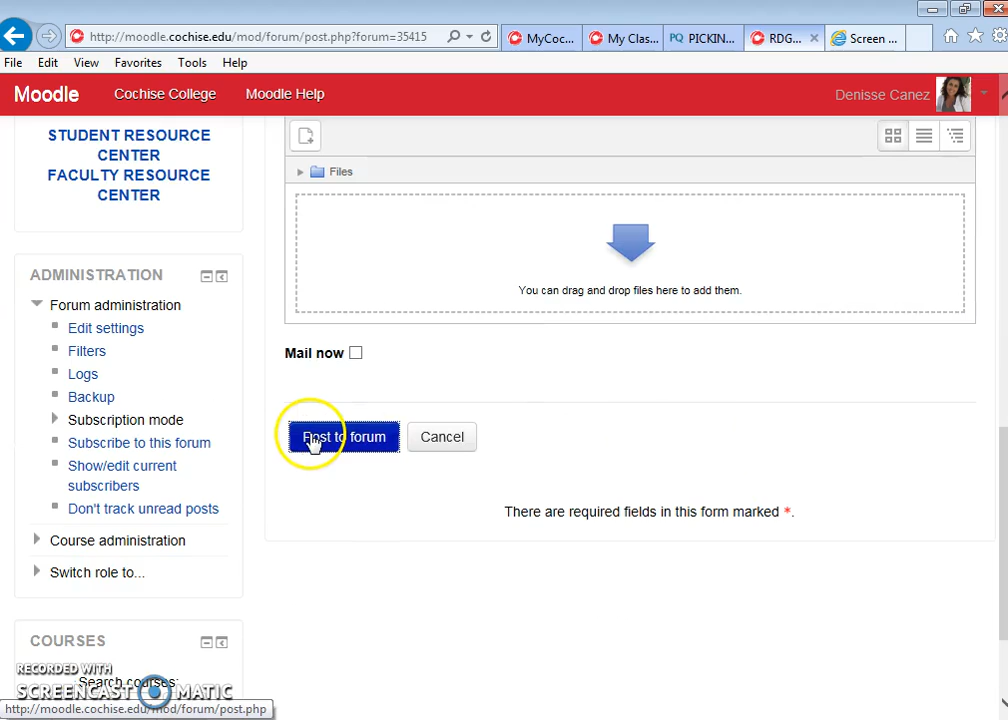 http://moodle.cochise.edu/mod/forum/post.php?forum=35415
MyCoc...
My Clas...
PQ PICKIN...
RDG...
Screen ...
File Edit View Favorites Tools Help
Moodle Cochise College Moodle Help Denisse Canez
STUDENT RESOURCE
CENTER
FACULTY RESOURCE
CENTER
Files
You can drag and drop files here to add them.
ADMINISTRATION
Forum administration
Edit settings
Filters
Logs
Backup
Subscription mode
Subscribe to this forum
Show/edit current
subscribers
Don't track unread posts
Course administration
Switch role to...
Mail now
Post to forum Cancel
There are required fields in this form marked *.
COURSES
Search courses:
RECORDED WITH
SCREENCAST MATIC
http://moodle.cochise.edu/mod/forum/post.php